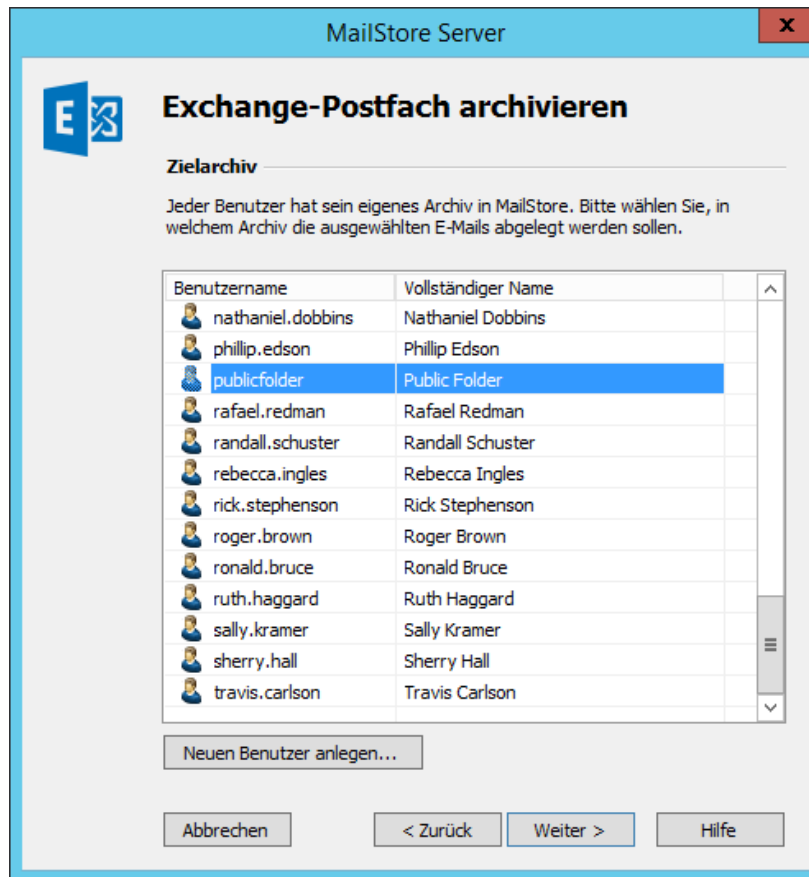 MailStore Server
x
E
Exchange-Postfach archivieren
Zielarchiv
Jeder Benutzer hat sein eigenes Archiv in MailStore. Bitte wählen Sie, in
welchem Archiv die ausgewählten E-Mails abgelegt werden sollen.
Benutzername Vollständiger Name
nathaniel.dobbins Nathaniel Dobbins
phillip.edson Phillip Edson
publicfolder Public Folder
rafael.redman Rafael Redman
randall.schuster Randall Schuster
rebecca.ingles Rebecca Ingles
rick.stephenson Rick Stephenson
roger.brown Roger Brown
ronald.bruce Ronald Bruce
ruth.haggard Ruth Haggard
sally.kramer Sally Kramer
sherry.hall Sherry Hall
travis.carlson Travis Carlson
Neuen Benutzer anlegen...
Abbrechen < Zurück Weiter > Hilfe